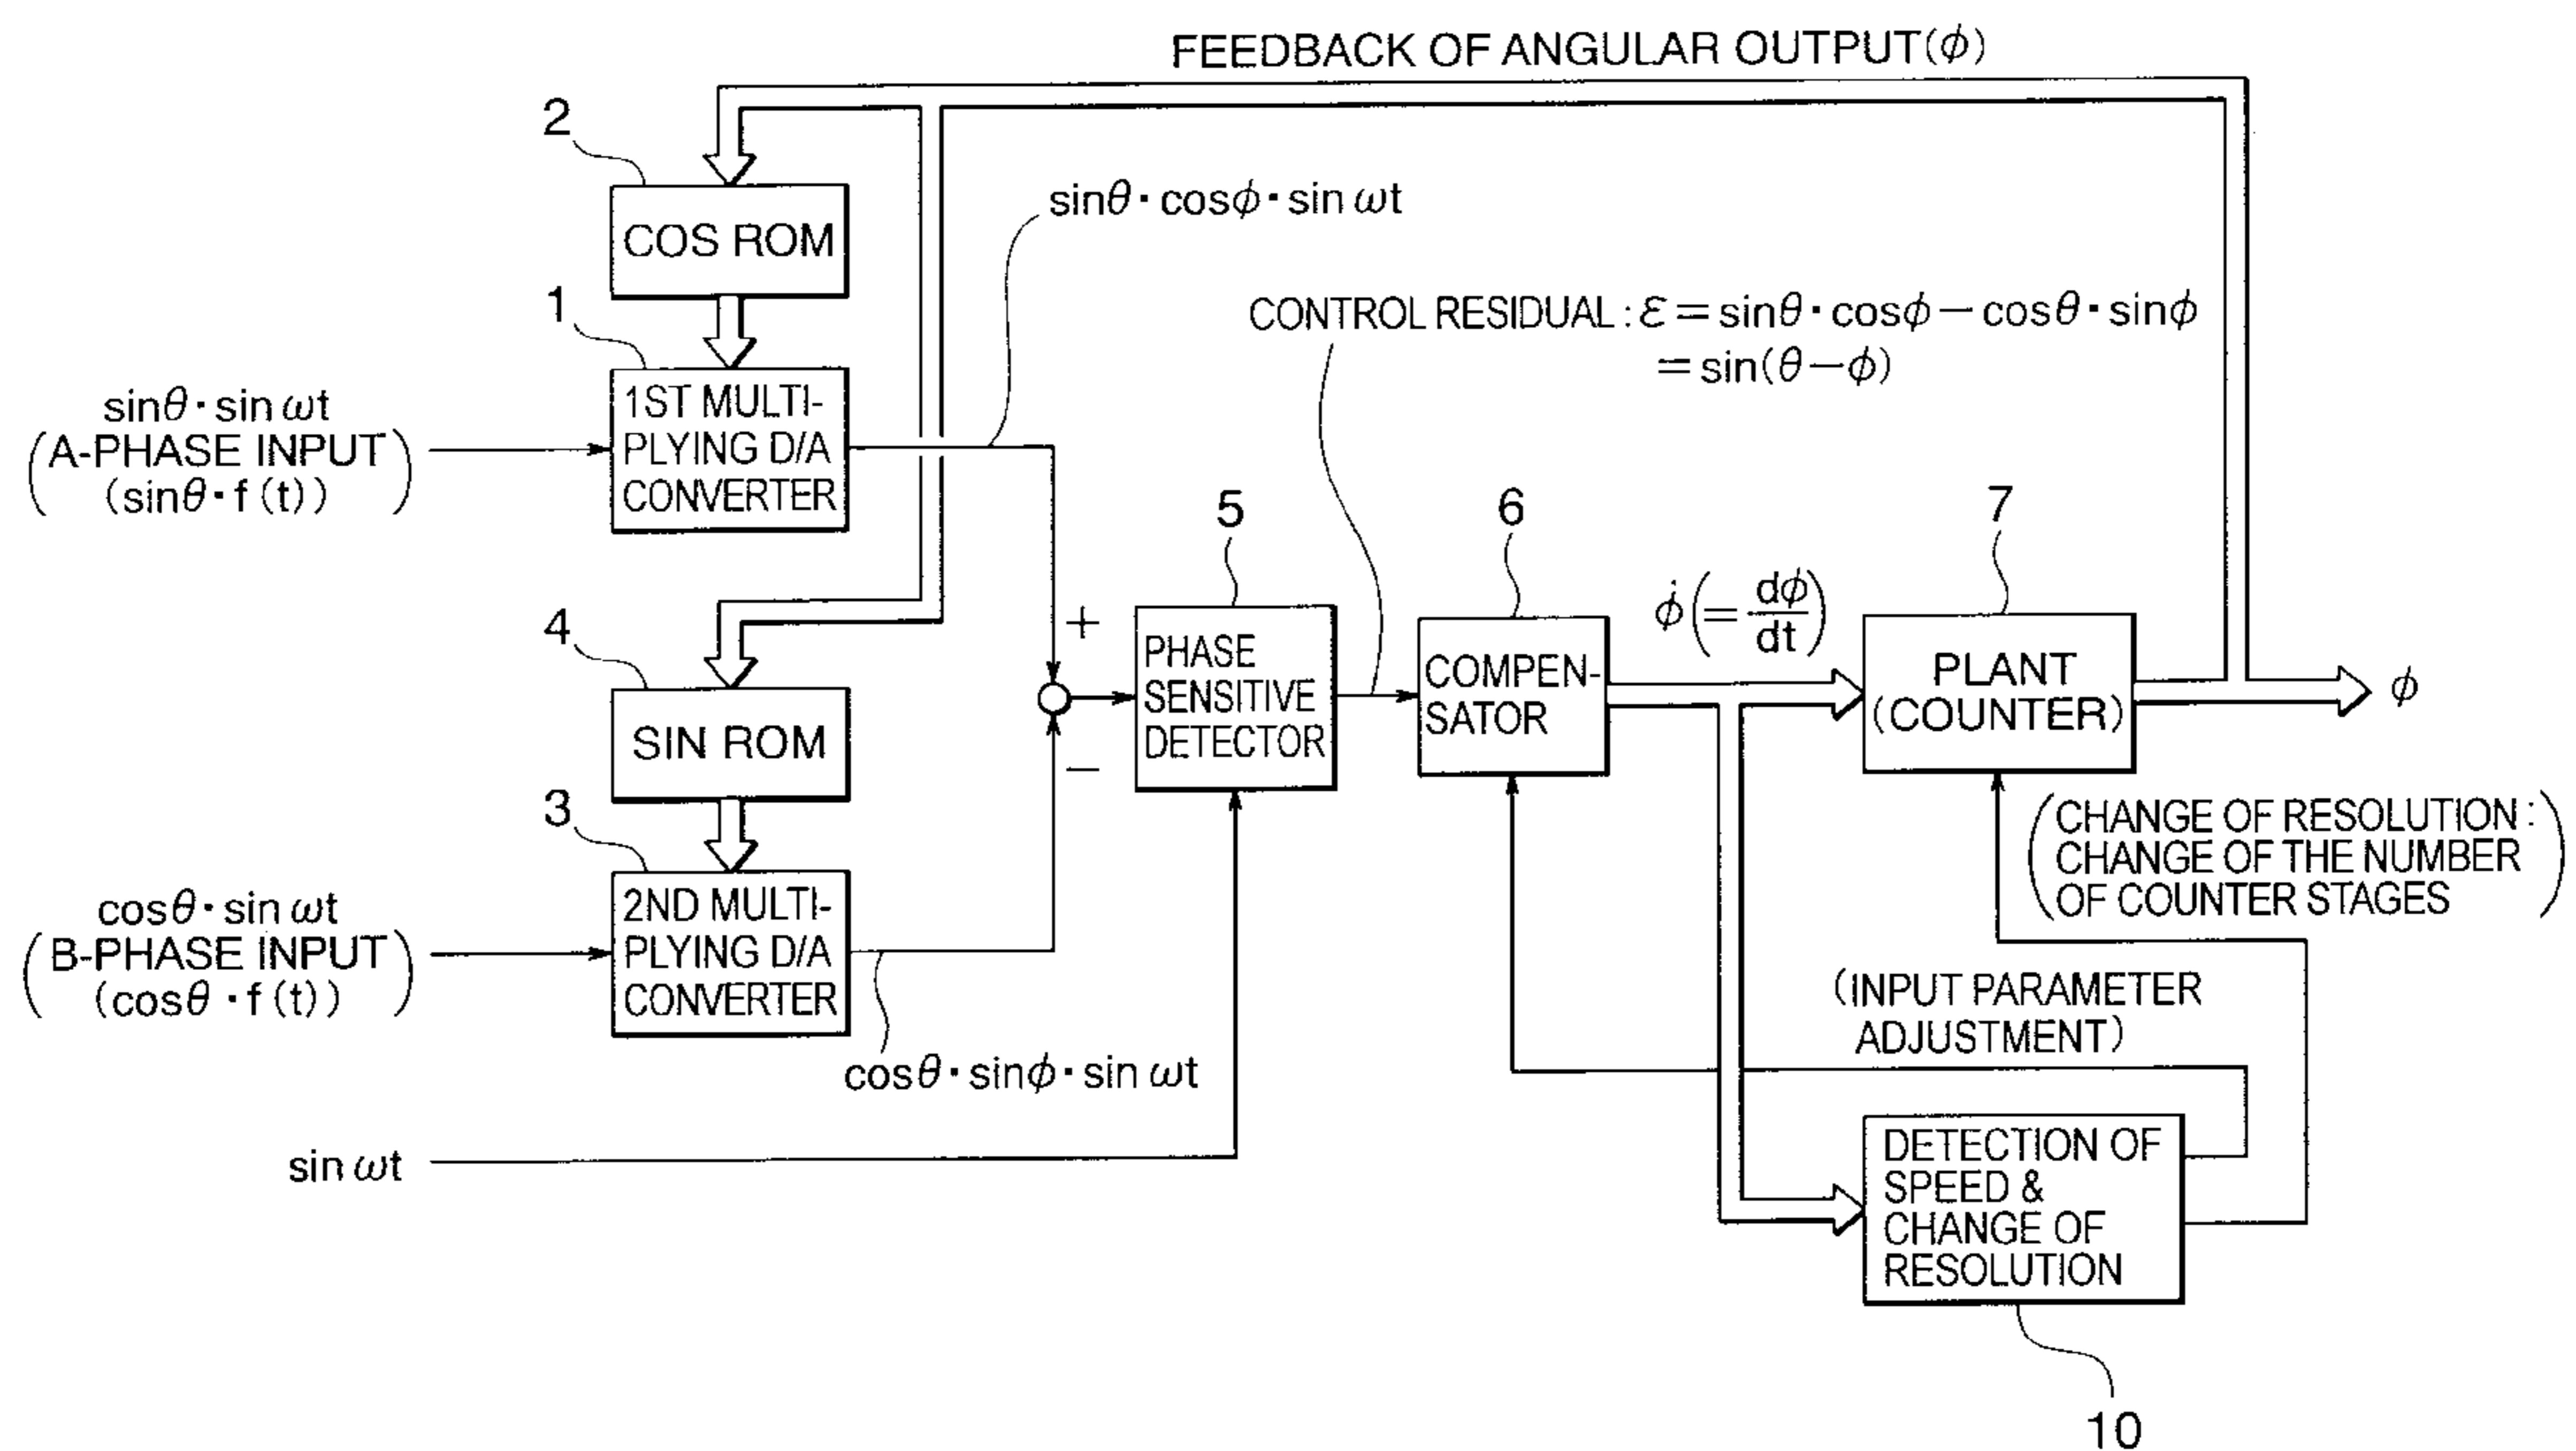 FEEDBACK OF ANGULAR OUTPUT(ϕ)
2
COS ROM
sinθ・cosϕ・sin ωt
1
1ST MULTI-
PLYING D/A
CONVERTER
sinθ・sin ωt
(A-PHASE INPUT)
(sinθ・f(t))
CONTROL RESIDUAL : ε = sinθ・cosϕ − cosθ・sinϕ
= sin(θ − ϕ)
4
SIN ROM
3
2ND MULTI-
PLYING D/A
CONVERTER
cosθ・sin ωt
(B-PHASE INPUT)
(cosθ・f(t))
cosθ・sinϕ・sin ωt
sin ωt
+
−
5
PHASE
SENSITIVE
DETECTOR
6
COMPEN-
SATOR
ϕ̇(= dϕ/dt)
7
PLANT
(COUNTER)
ϕ
(CHANGE OF RESOLUTION :
CHANGE OF THE NUMBER
OF COUNTER STAGES)
(INPUT PARAMETER
ADJUSTMENT)
DETECTION OF
SPEED &
CHANGE OF
RESOLUTION
10